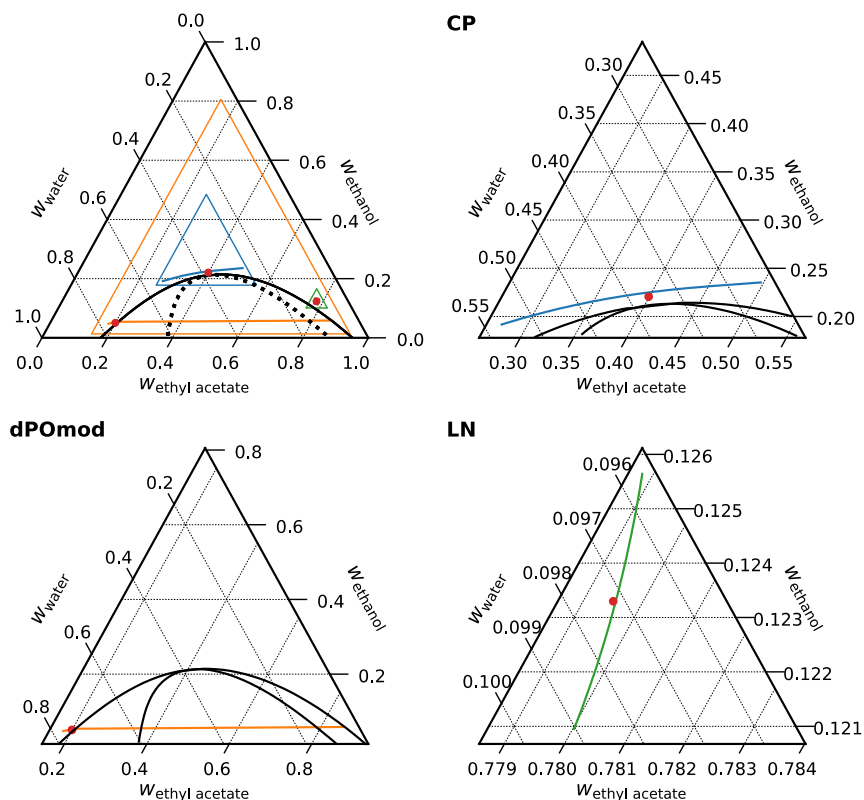 0.0
1.0
CP
0.2
0.30
0.45
0.8
0.4
0.35
0.40
w_water
0.6
w_ethanol
0.6
w_water
0.40
0.35
w_ethanol
0.4
0.45
0.30
0.8
0.2
0.50
0.25
1.0
0.0
0.55
0.20
0.0 0.2 0.4 0.6 0.8 1.0
0.30 0.35 0.40 0.45 0.50 0.55
w_ethyl acetate
w_ethyl acetate
dPOmod
LN
0.8
0.126
0.2
0.096
0.6
0.125
0.097
0.4
w_water
0.4
w_ethanol
w_water
0.098
0.124
w_ethanol
0.6
0.099
0.123
0.2
0.122
0.8
0.100
0.121
0.2 0.4 0.6 0.8
0.779 0.780 0.781 0.782 0.783 0.784
w_ethyl acetate
w_ethyl acetate